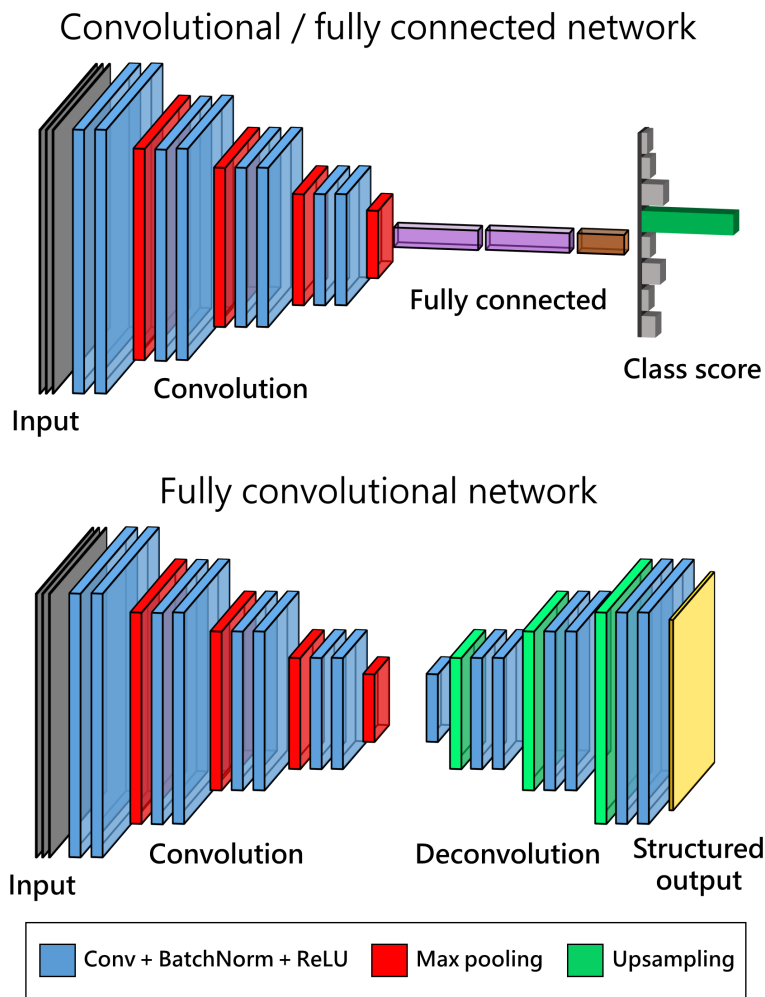 Convolutional / fully connected network
Fully connected
Class score
Convolution
Input
Fully convolutional network
Convolution
Deconvolution
Structured
output
Input
Conv + BatchNorm + ReLU
Max pooling
Upsampling